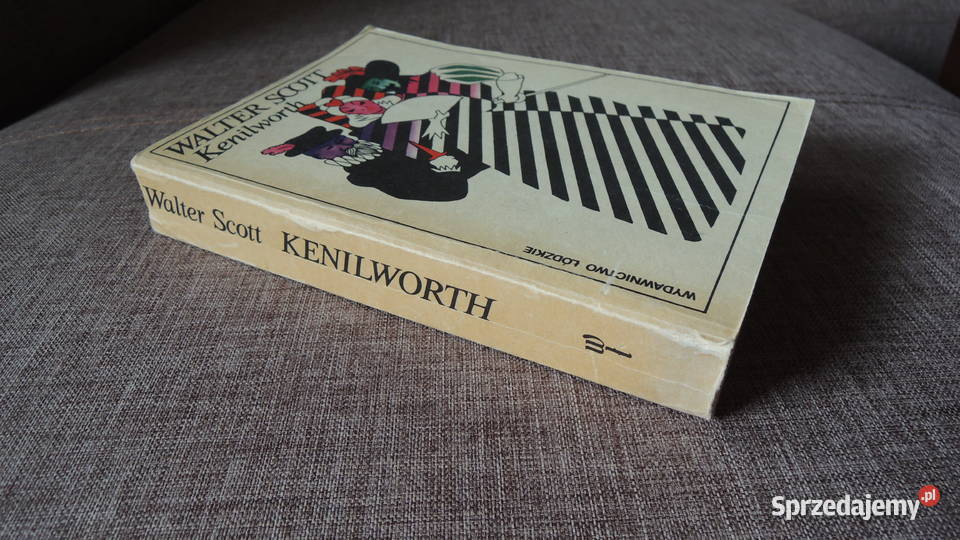 WALTER SCOTT
Kenilworth
WYDAWNICTWO ŁÓDZKIE
Walter Scott KENILWORTH
Sprzedajemy.pl